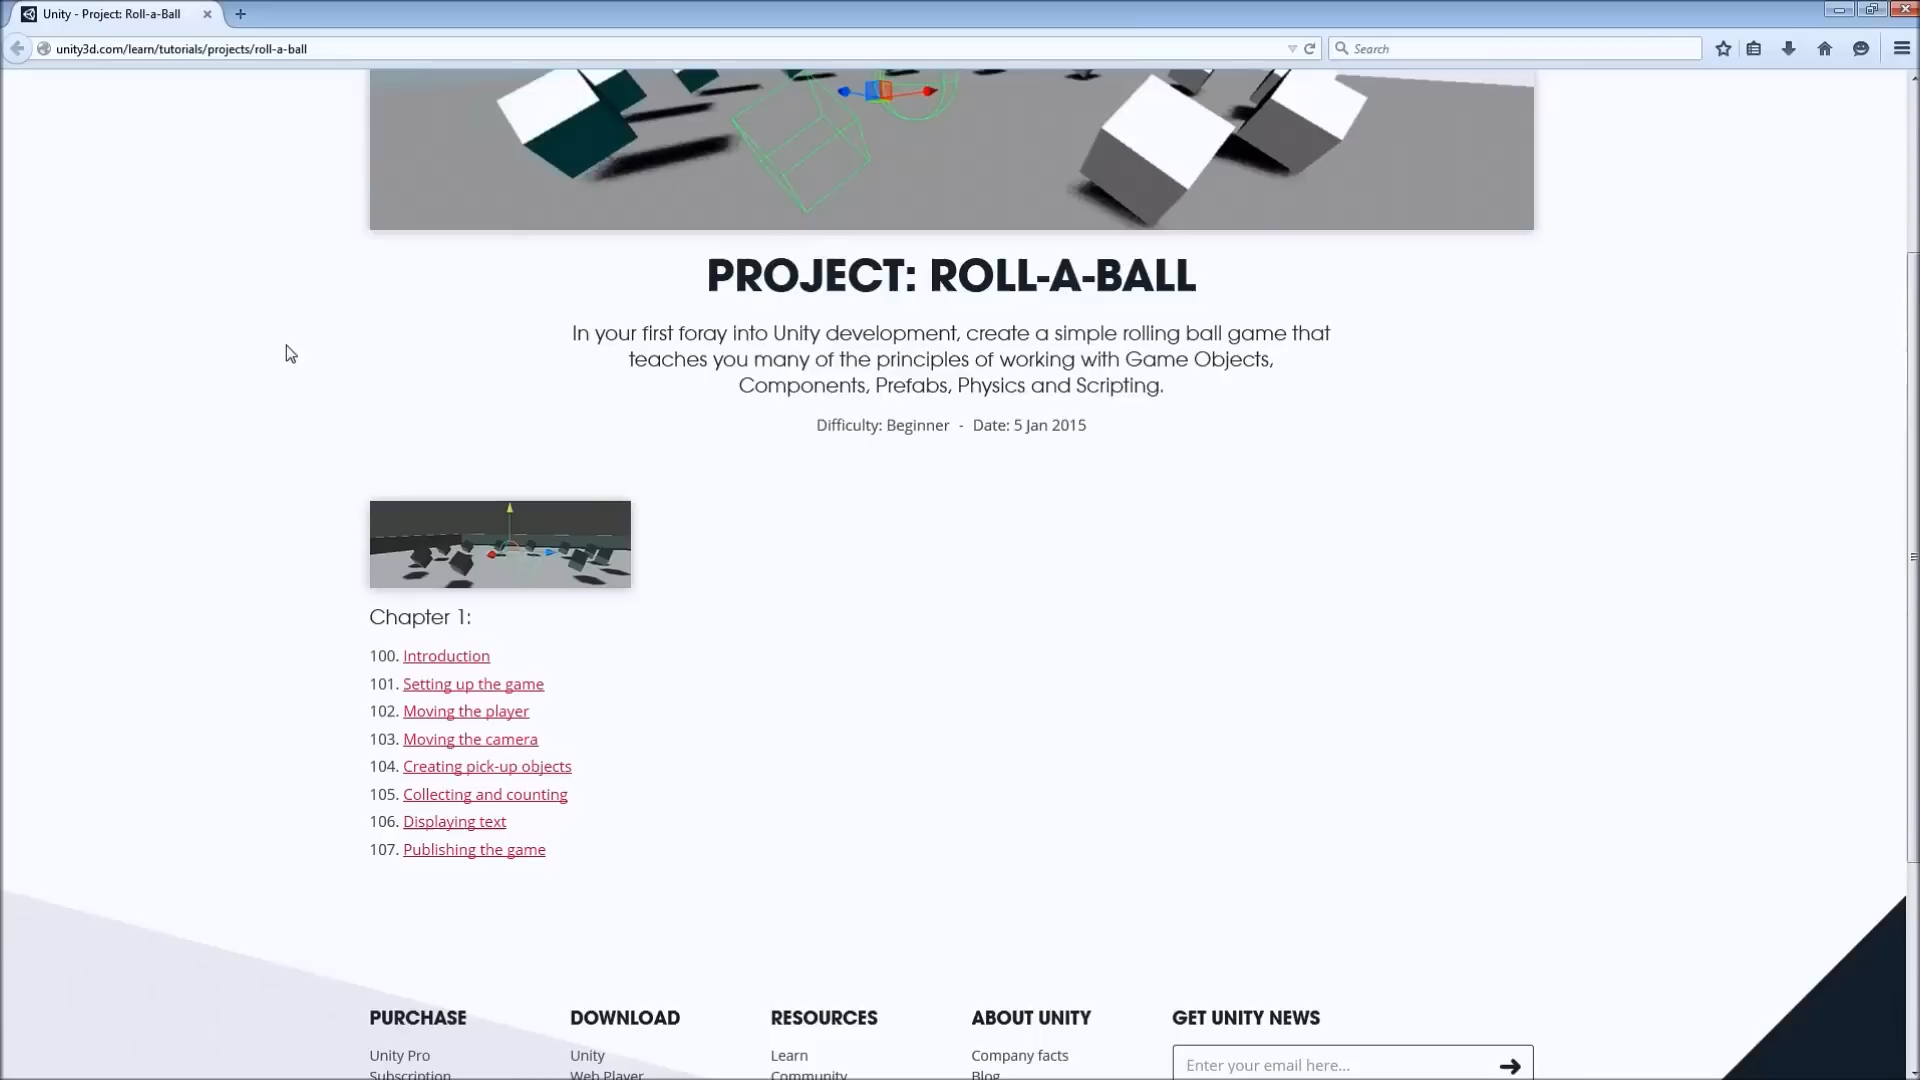 Unity - Project: Roll-a-Ball
unity3d.com/learn/tutorials/projects/roll-a-ball
Search
PROJECT: ROLL-A-BALL
In your first foray into Unity development, create a simple rolling ball game that
teaches you many of the principles of working with Game Objects,
Components, Prefabs, Physics and Scripting.
Difficulty: Beginner - Date: 5 Jan 2015
Chapter 1:
100. Introduction
101. Setting up the game
102. Moving the player
103. Moving the camera
104. Creating pick-up objects
105. Collecting and counting
106. Displaying text
107. Publishing the game
PURCHASE DOWNLOAD RESOURCES ABOUT UNITY GET UNITY NEWS
Unity Pro Unity Learn Company facts Enter your email here...
Subscription Web Player Community Blog